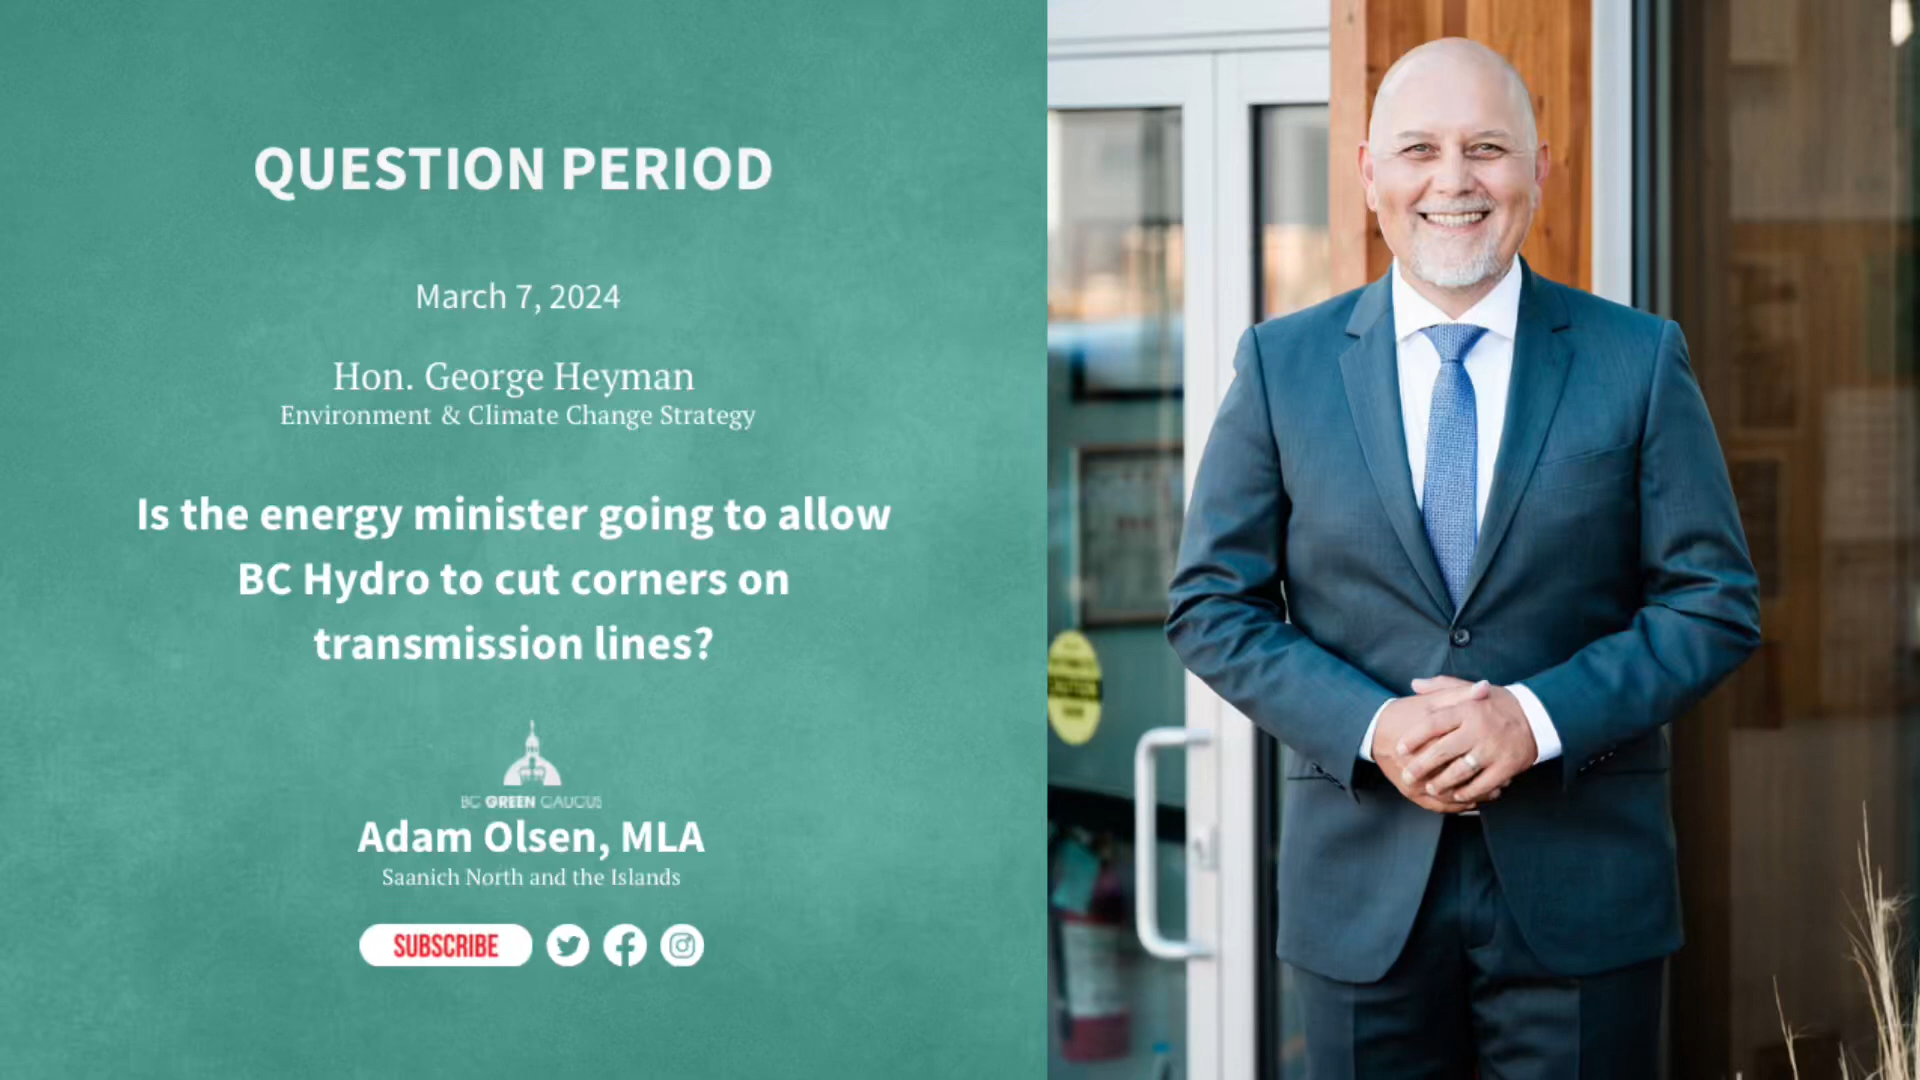 QUESTION PERIOD
March 7, 2024
Hon. George Heyman
Environment & Climate Change Strategy
Is the energy minister going to allow
BC Hydro to cut corners on
transmission lines?
BC GREEN CAUCUS
Adam Olsen, MLA
Saanich North and the Islands
SUBSCRIBE